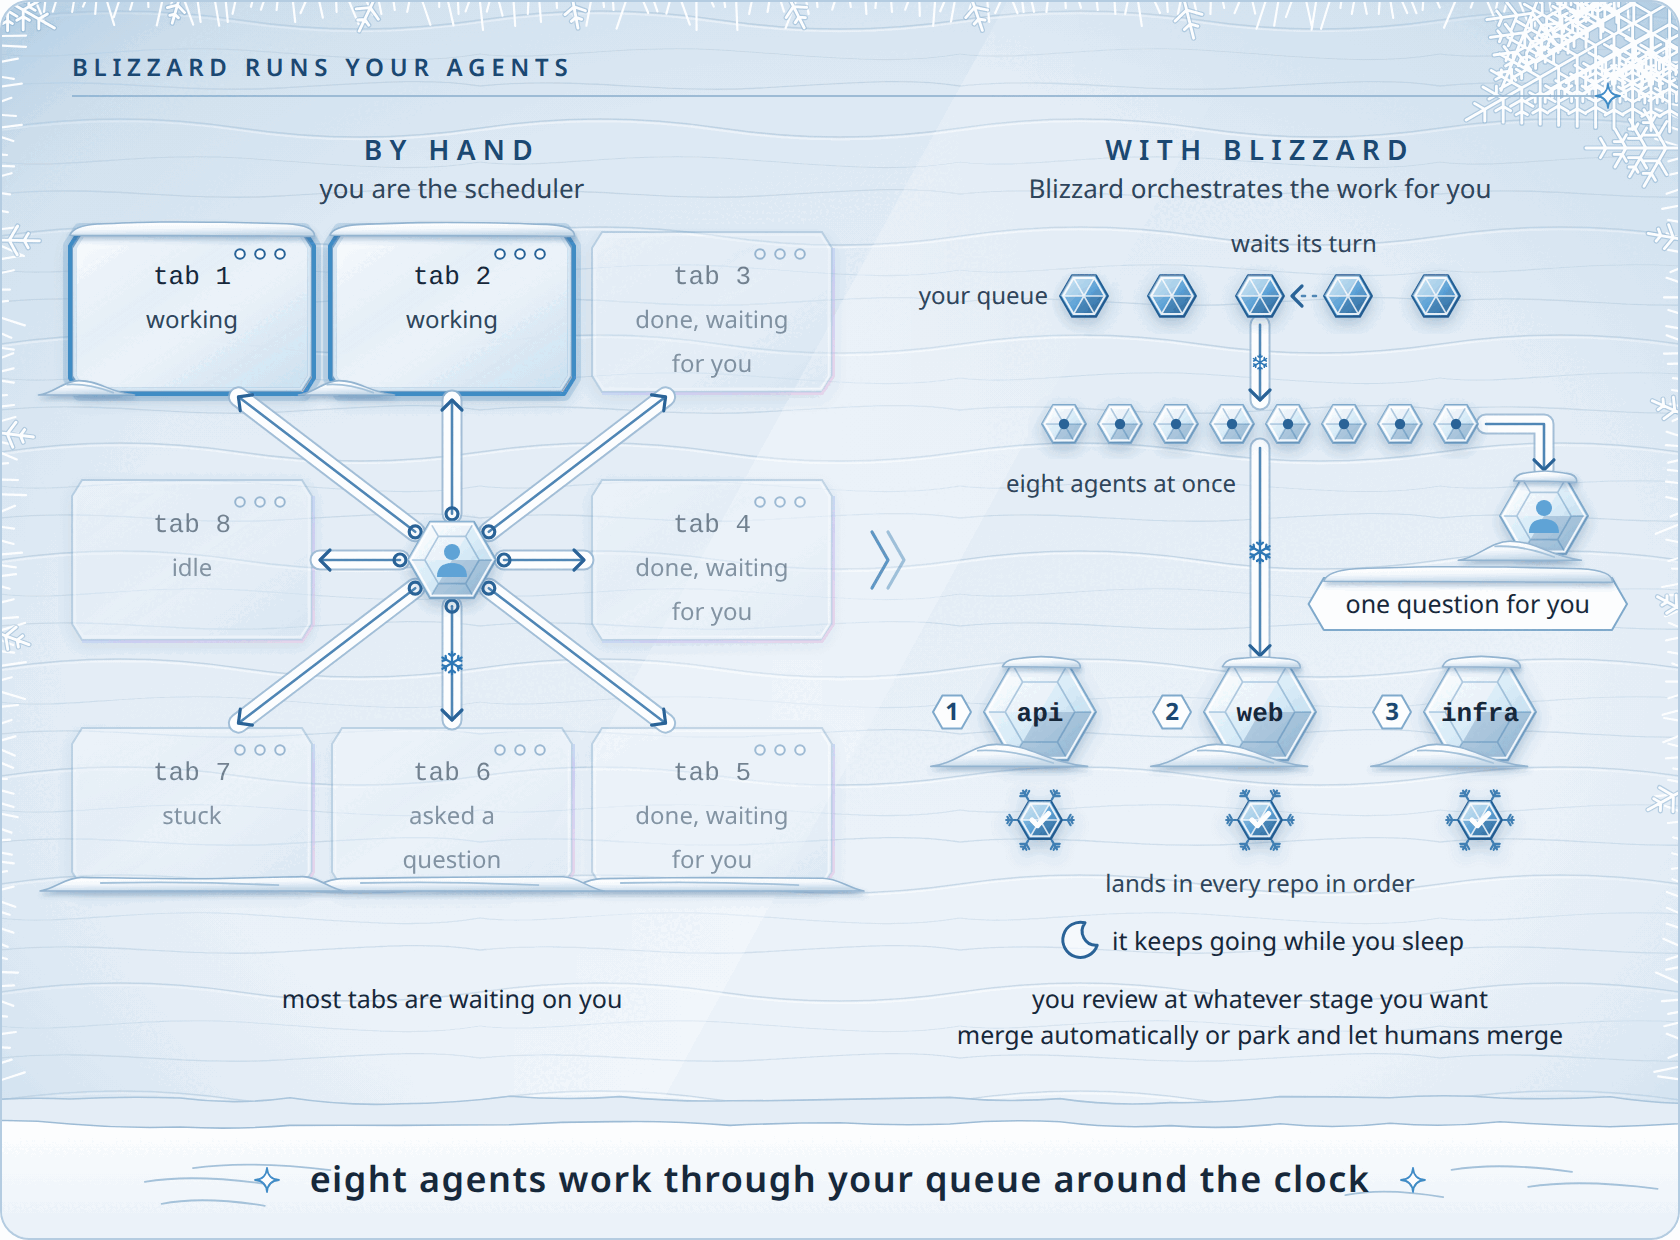 BLIZZARD RUNS YOUR AGENTS
BY HAND
you are the scheduler
tab 1
working
tab 2
working
tab 3
done, waiting
for you
tab 8
idle
tab 4
done, waiting
for you
tab 7
stuck
tab 6
asked a
question
tab 5
done, waiting
for you
most tabs are waiting on you
WITH BLIZZARD
Blizzard orchestrates the work for you
waits its turn
your queue
eight agents at once
one question for you
1
api
2
web
3
infra
lands in every repo in order
it keeps going while you sleep
you review at whatever stage you want
merge automatically or park and let humans merge
eight agents work through your queue around the clock